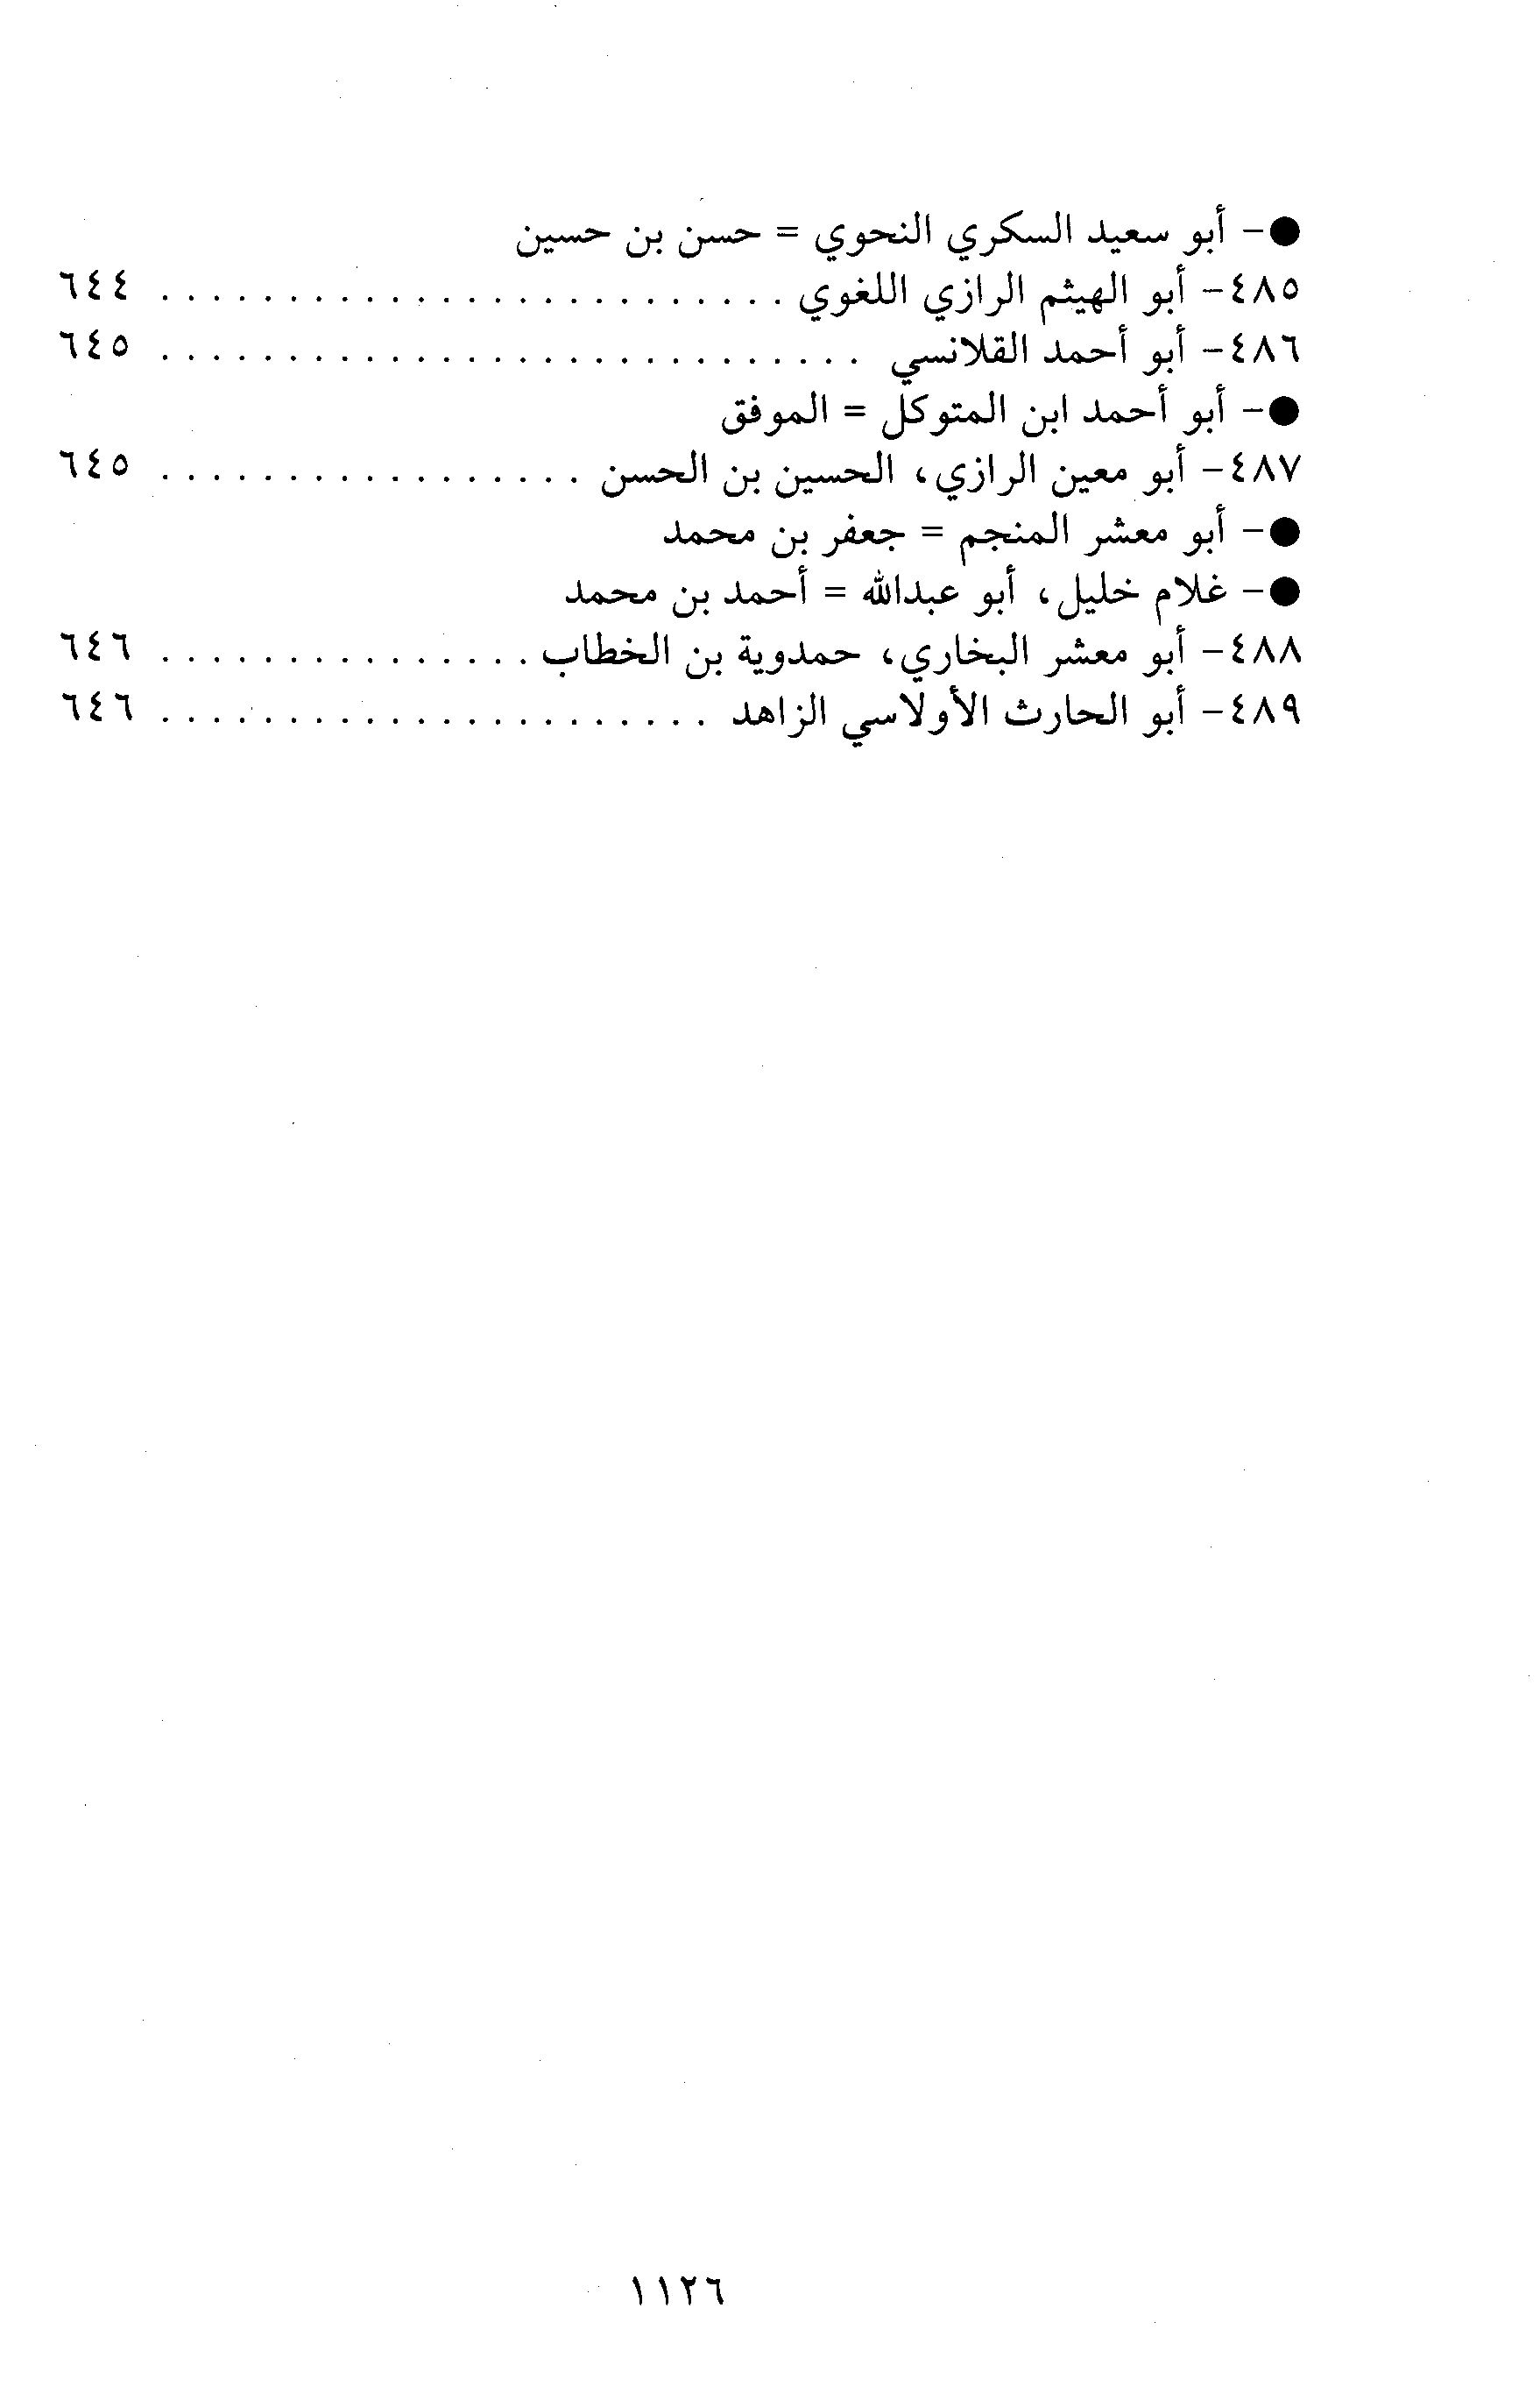 ●- أبو سعيد السكري النحوي = حسن بن حسين
٤٨٥- أبو الهيثم الرازي اللغوي . . . . . . . . . . . . . . . . . . . . . . . . . ٦٤٤
٤٨٦- أبو أحمد القلانسي . . . . . . . . . . . . . . . . . . . . . . . . . . . . ٦٤٥
●- أبو أحمد ابن المتوكل = الموفق
٤٨٧- أبو معين الرازي، الحسين بن الحسن . . . . . . . . . . . . . . . . . ٦٤٥
●- أبو معشر المنجم = جعفر بن محمد
●- غلام خليل، أبو عبدالله = أحمد بن محمد
٤٨٨- أبو معشر البخاري، حمدوية بن الخطاب . . . . . . . . . . . . . . . ٦٤٦
٤٨٩- أبو الحارث الأولاسي الزاهد . . . . . . . . . . . . . . . . . . . . . . ٦٤٦
١١٢٦